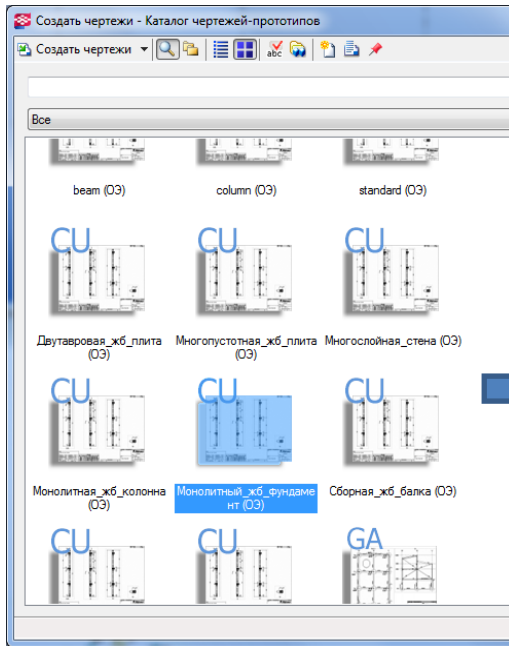 Создать чертежи - Каталог чертежей-прототипов
Создать чертежи
abc
Все
beam (ОЭ)
column (ОЭ)
standard (ОЭ)
CU
CU
CU
Двутавровая_жб_плита
(ОЭ)
Многопустотная_жб_плита
(ОЭ)
Многослойная_стена (ОЭ)
CU
CU
CU
Монолитная_жб_колонна
(ОЭ)
Монолитный_жб_фундаме
нт (ОЭ)
Сборная_жб_балка (ОЭ)
CU
CU
GA